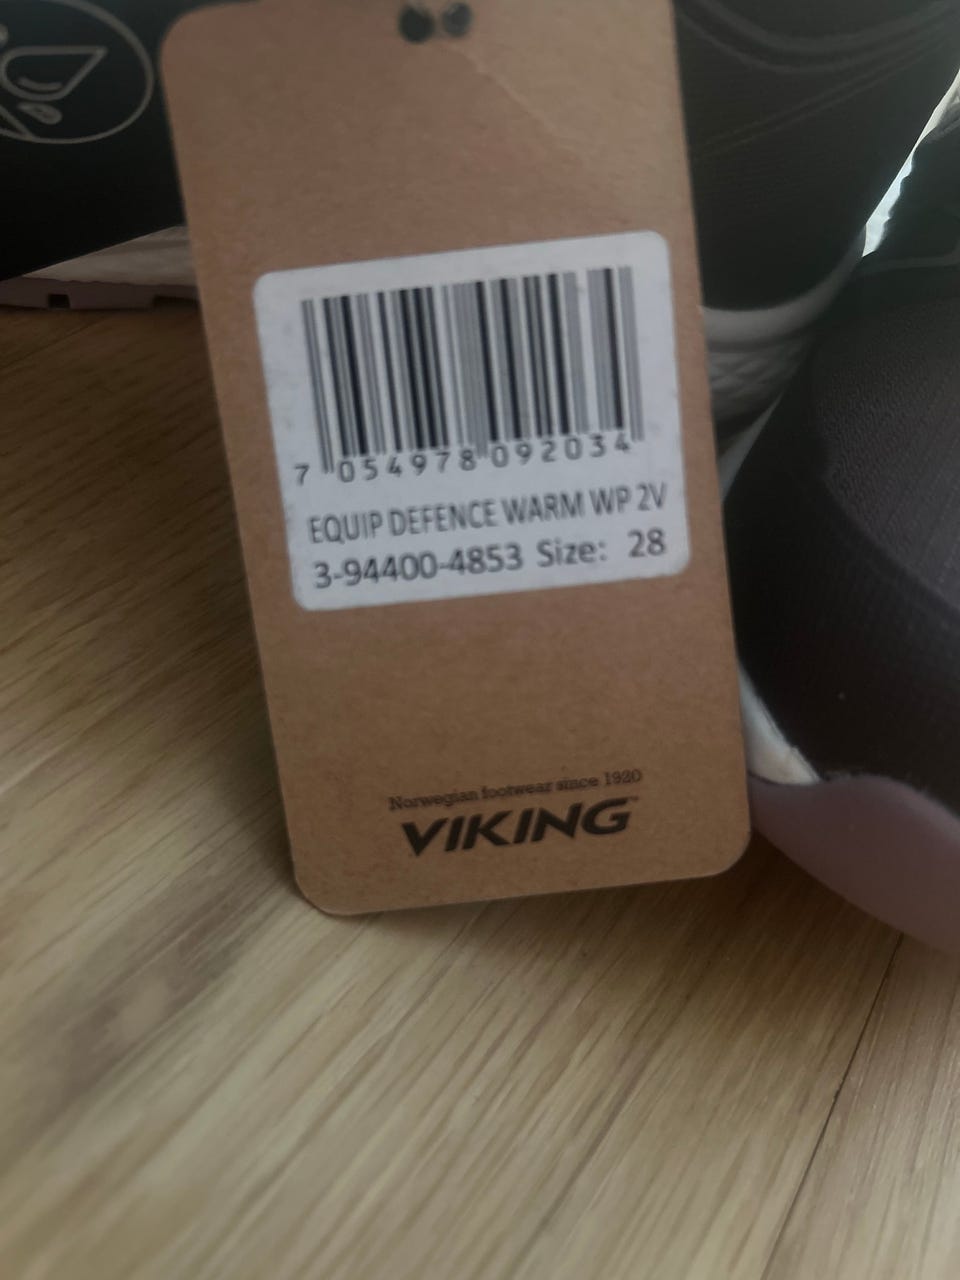 7 054978 092034
EQUIP DEFENCE WARM WP 2V
3-94400-4853 Size: 28
Norwegian footwear since 1920
VIKING